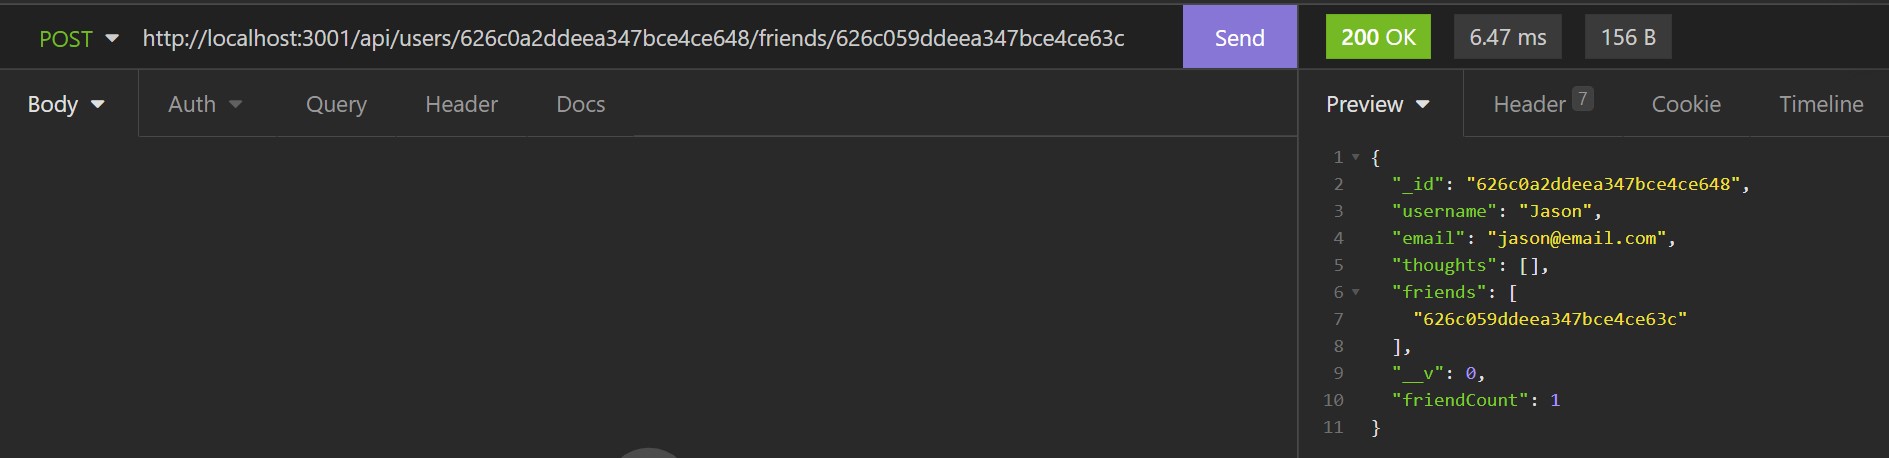 POST http://localhost:3001/api/users/626c0a2ddeea347bce4ce648/friends/626c059ddeea347bce4ce63c Send 200 OK 6.47 ms 156 B
Body Auth Query Header Docs Preview Header 7 Cookie Timeline
1 {
2 "_id": "626c0a2ddeea347bce4ce648",
3 "username": "Jason",
4 "email": "jason@email.com",
5 "thoughts": [],
6 "friends": [
7 "626c059ddeea347bce4ce63c"
8 ],
9 "__v": 0,
10 "friendCount": 1
11 }